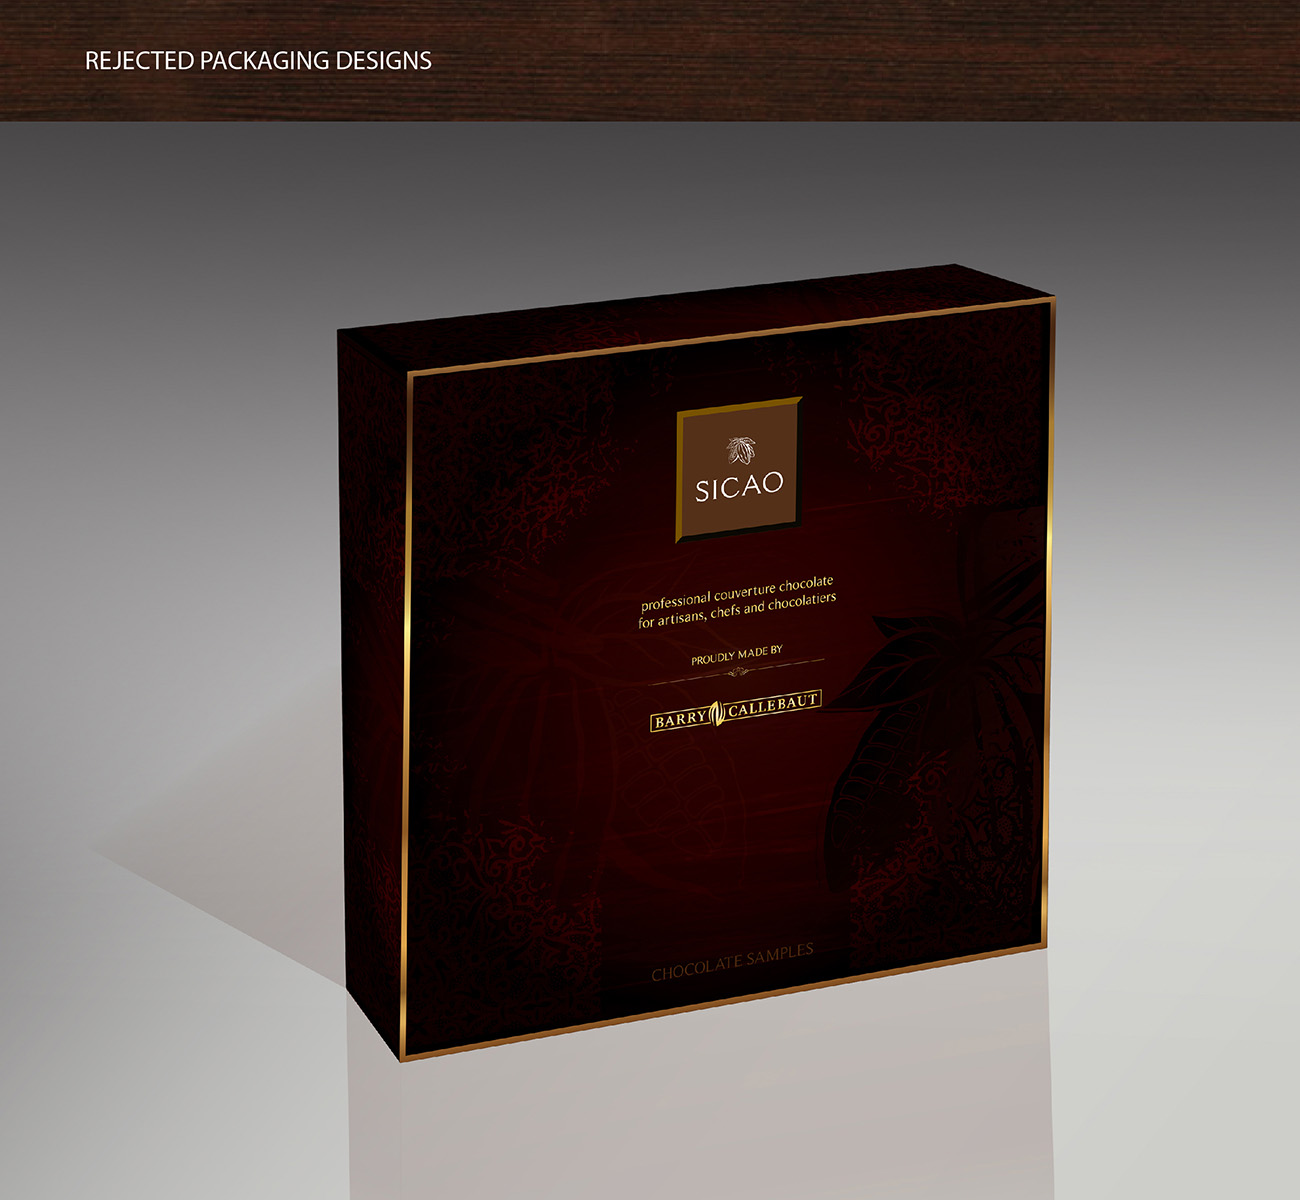 REJECTED PACKAGING DESIGNS
SICAO
professional couverture chocolate
for artisans, chefs and chocolatiers
PROUDLY MADE BY
BARRY CALLEBAUT
CHOCOLATE SAMPLES